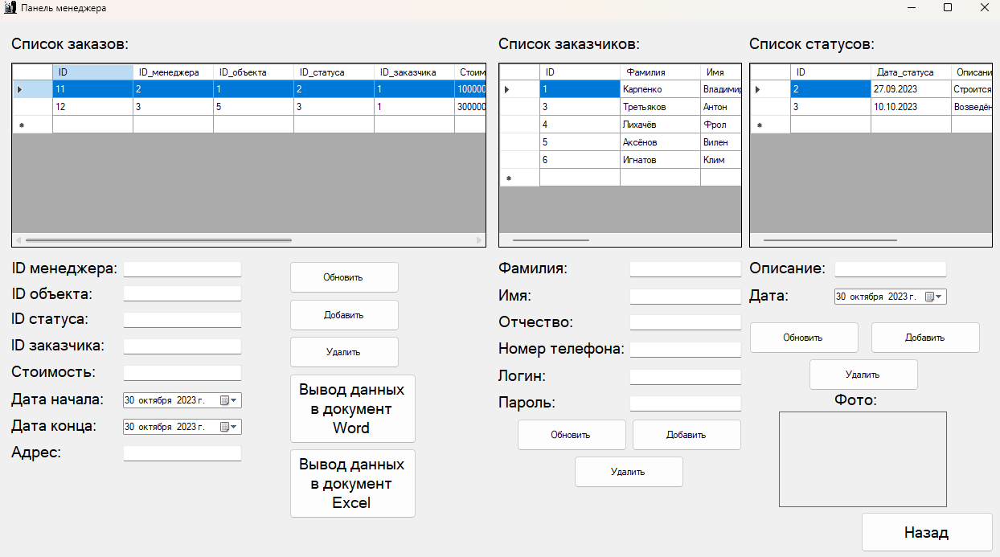 Панель менеджера
Список заказов:
ID ID_менеджера ID_объекта ID_статуса ID_заказчика Стоим
11 2 1 2 1 100000
12 3 5 3 1 300000
Список заказчиков:
ID Фамилия Имя
1 Карпенко Владимир
3 Третьяков Антон
4 Лихачёв Фрол
5 Аксёнов Вилен
6 Игнатов Клим
Список статусов:
ID Дата_статуса Описани
2 27.09.2023 Строится
3 10.10.2023 Возведён
ID менеджера:
ID объекта:
ID статуса:
ID заказчика:
Стоимость:
Дата начала: 30 октября 2023 г.
Дата конца: 30 октября 2023 г.
Адрес:
Обновить
Добавить
Удалить
Вывод данных
в документ
Word
Вывод данных
в документ
Excel
Фамилия:
Имя:
Отчество:
Номер телефона:
Логин:
Пароль:
Обновить Добавить
Удалить
Описание:
Дата: 30 октября 2023 г.
Обновить Добавить
Удалить
Фото:
Назад